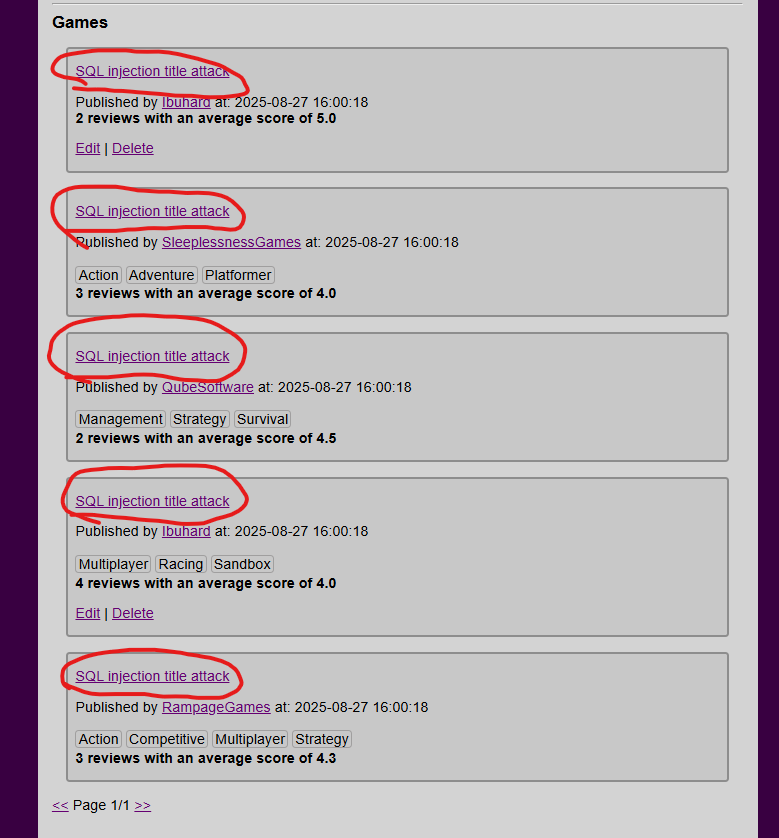 Games
SQL injection title attack
Published by Ibuhard at: 2025-08-27 16:00:18
2 reviews with an average score of 5.0
Edit | Delete
SQL injection title attack
Published by SleeplessnessGames at: 2025-08-27 16:00:18
Action Adventure Platformer
3 reviews with an average score of 4.0
SQL injection title attack
Published by QubeSoftware at: 2025-08-27 16:00:18
Management Strategy Survival
2 reviews with an average score of 4.5
SQL injection title attack
Published by Ibuhard at: 2025-08-27 16:00:18
Multiplayer Racing Sandbox
4 reviews with an average score of 4.0
Edit | Delete
SQL injection title attack
Published by RampageGames at: 2025-08-27 16:00:18
Action Competitive Multiplayer Strategy
3 reviews with an average score of 4.3
<< Page 1/1 >>